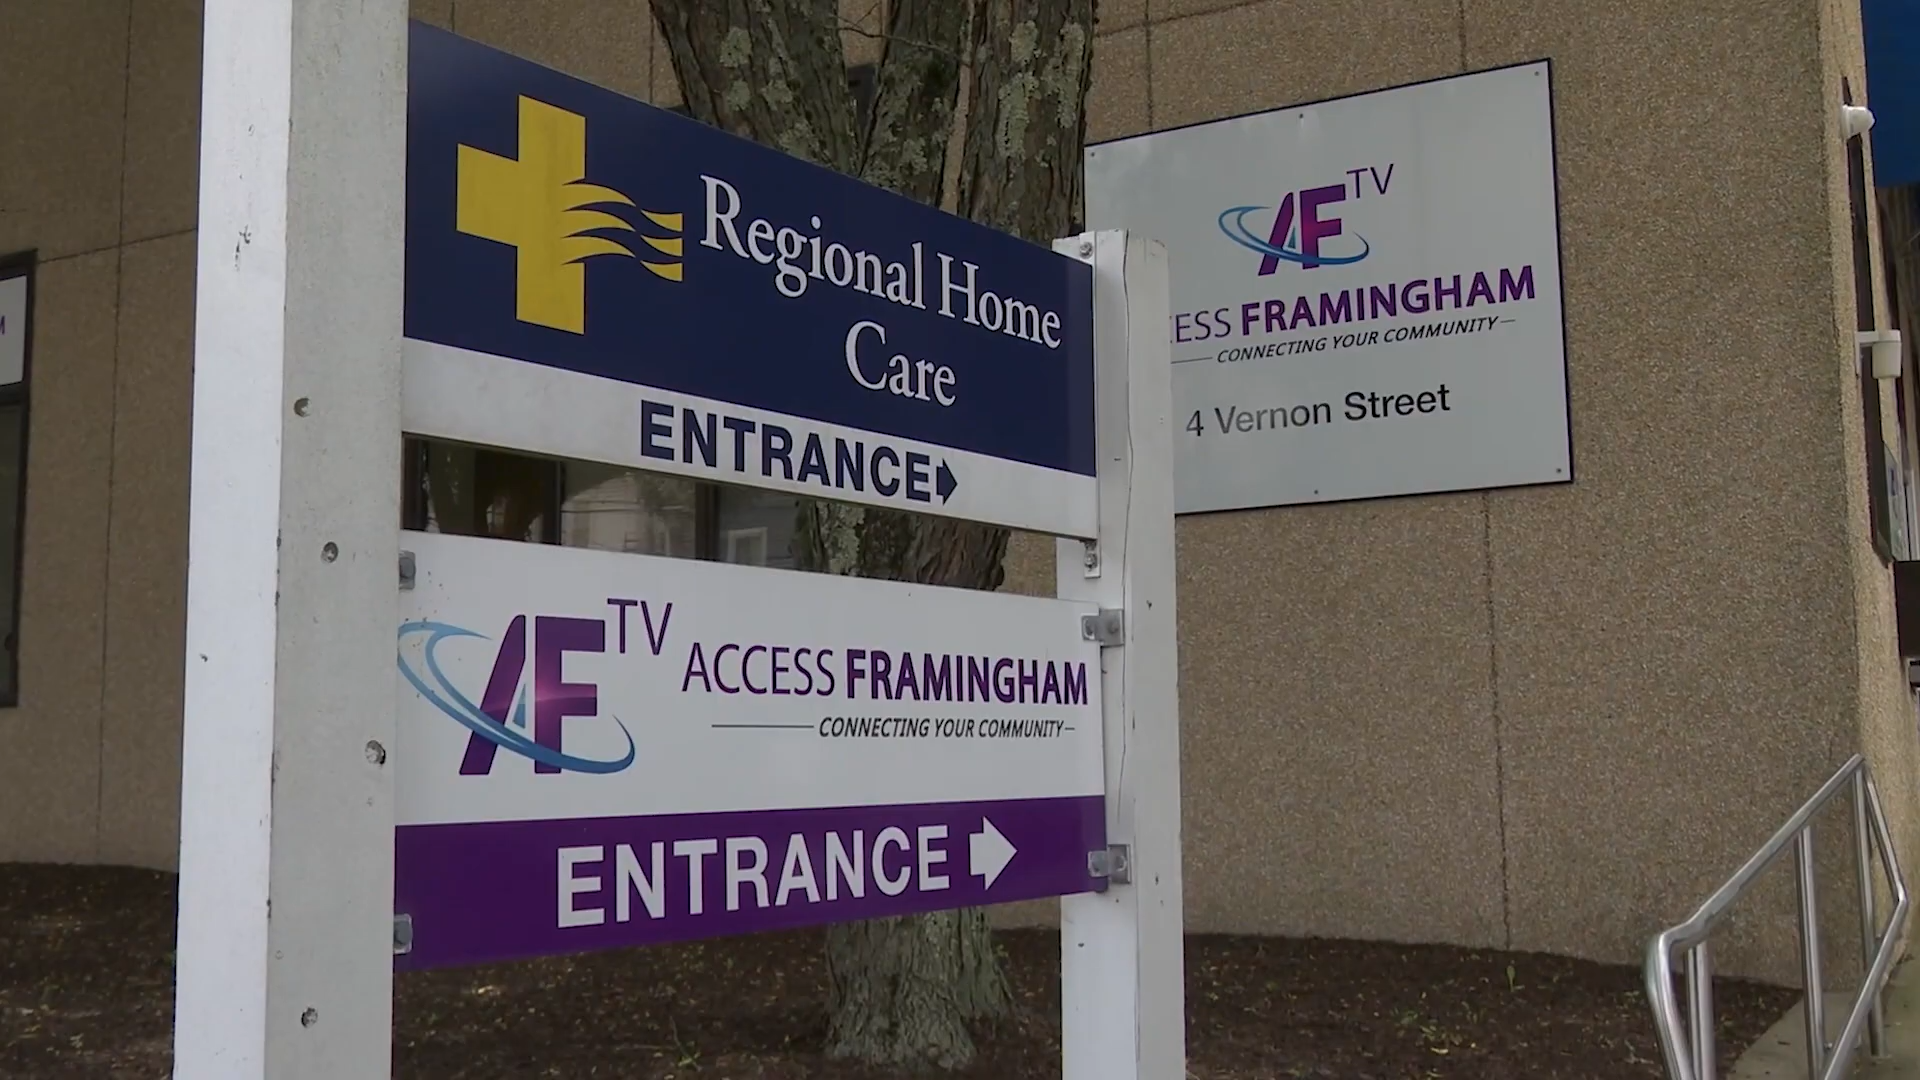 Regional Home
Care
ENTRANCE
AF TV
ACCESS FRAMINGHAM
CONNECTING YOUR COMMUNITY
ENTRANCE
AF TV
FRAMINGHAM
CONNECTING YOUR COMMUNITY
4 Vernon Street